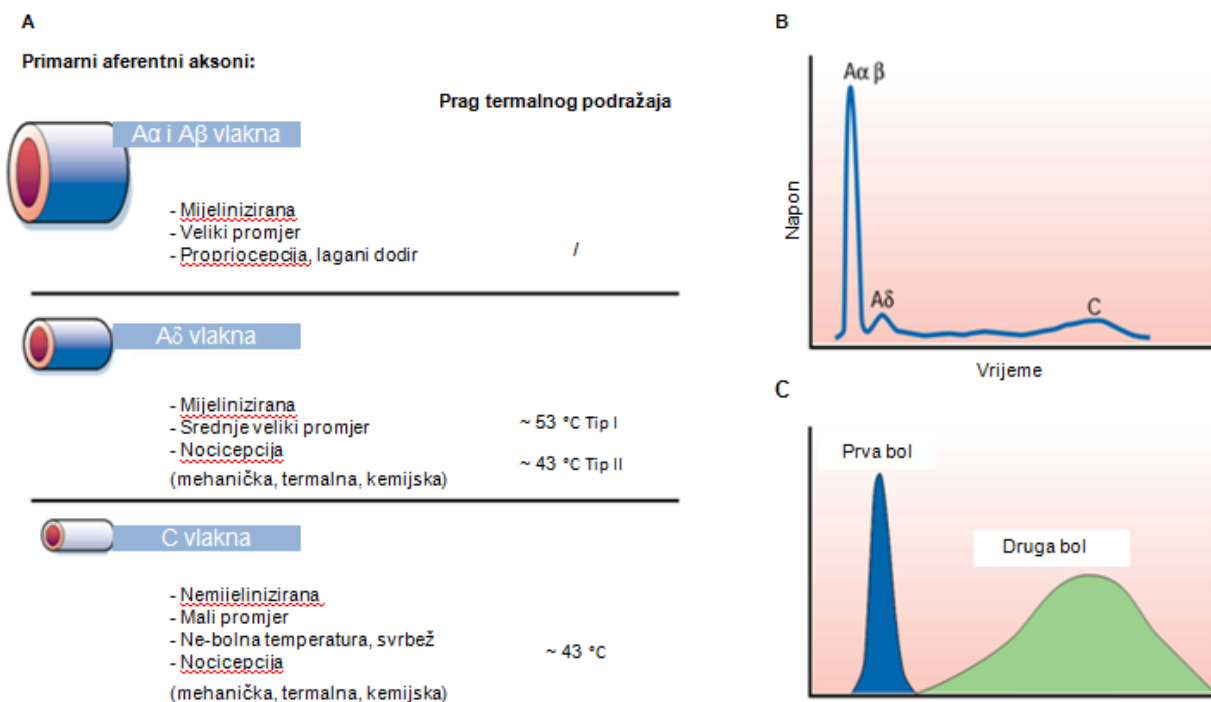 A
Primarni aferentni aksoni:
Prag termalnog podražaja
Aα i Aβ vlakna
- Mijelinizirana
- Veliki promjer
- Propriocepcija, lagani dodir
/
Aδ vlakna
- Mijelinizirana
- Srednje veliki promjer
- Nocicepcija
(mehanička, termalna, kemijska)
~ 53 °C Tip I
~ 43 °C Tip II
C vlakna
- Nemijelinizirana
- Mali promjer
- Ne-bolna temperatura, svrbež
- Nocicepcija
(mehanička, termalna, kemijska)
~ 43 °C
B
Napon
Aα β
Aδ
C
Vrijeme
C
Prva bol
Druga bol